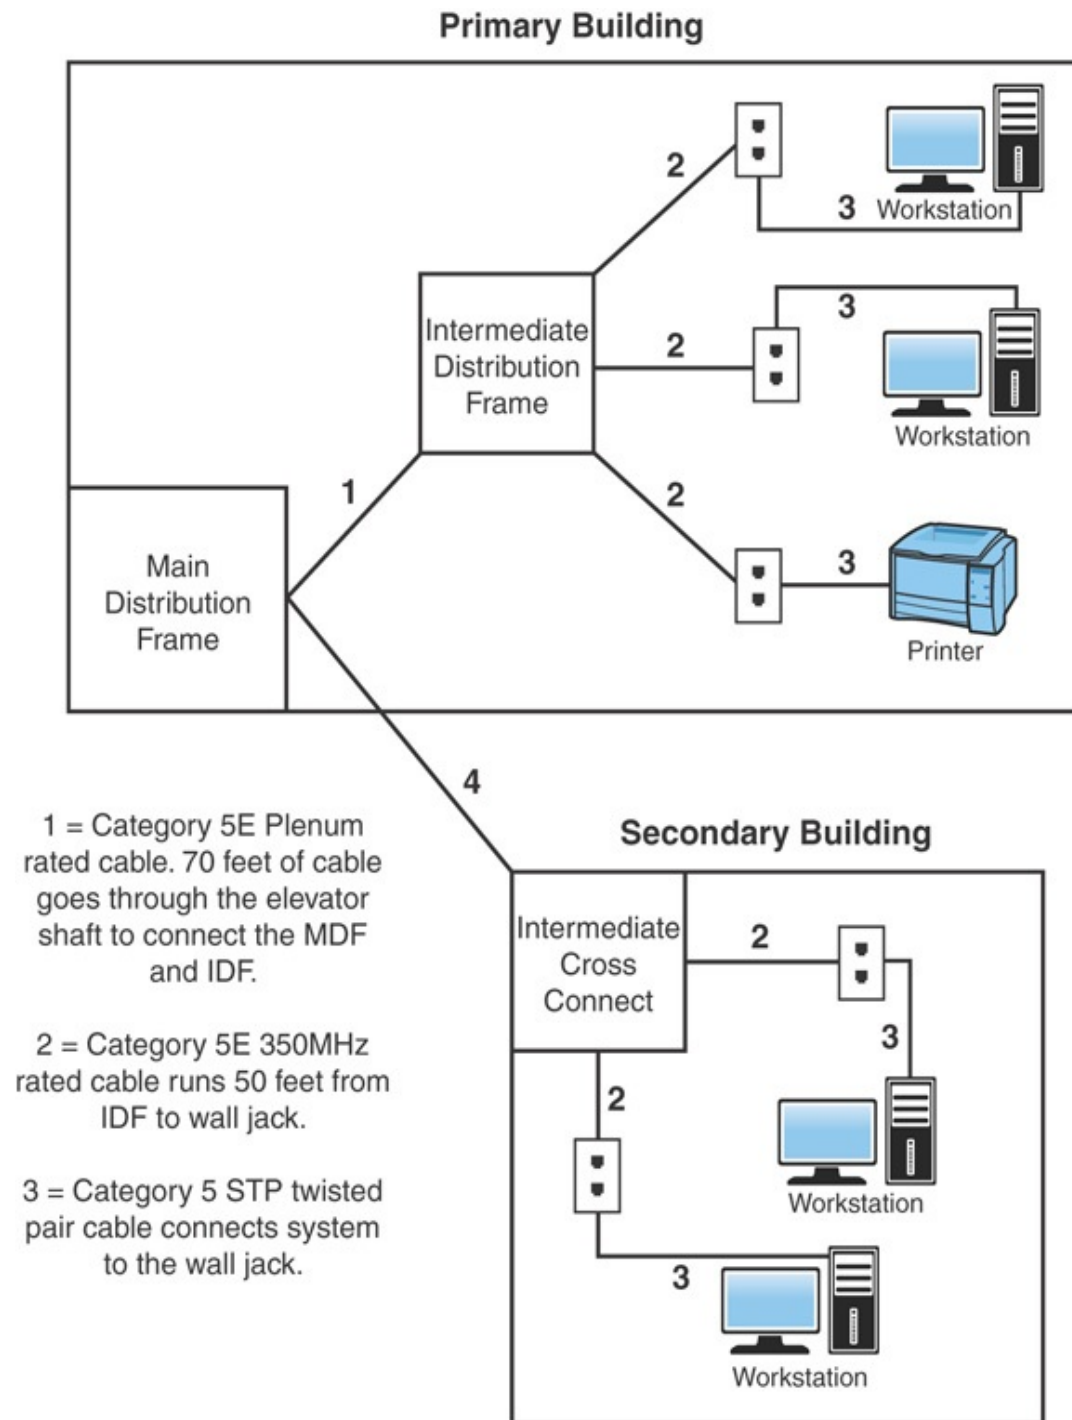 Primary Building
2
3
Workstation
Intermediate
Distribution
Frame
2
3
Workstation
1
2
3
Printer
Main
Distribution
Frame
4
1 = Category 5E Plenum
rated cable. 70 feet of cable
goes through the elevator
shaft to connect the MDF
and IDF.
2 = Category 5E 350MHz
rated cable runs 50 feet from
IDF to wall jack.
3 = Category 5 STP twisted
pair cable connects system
to the wall jack.
Secondary Building
Intermediate
Cross
Connect
2
3
Workstation
2
3
Workstation